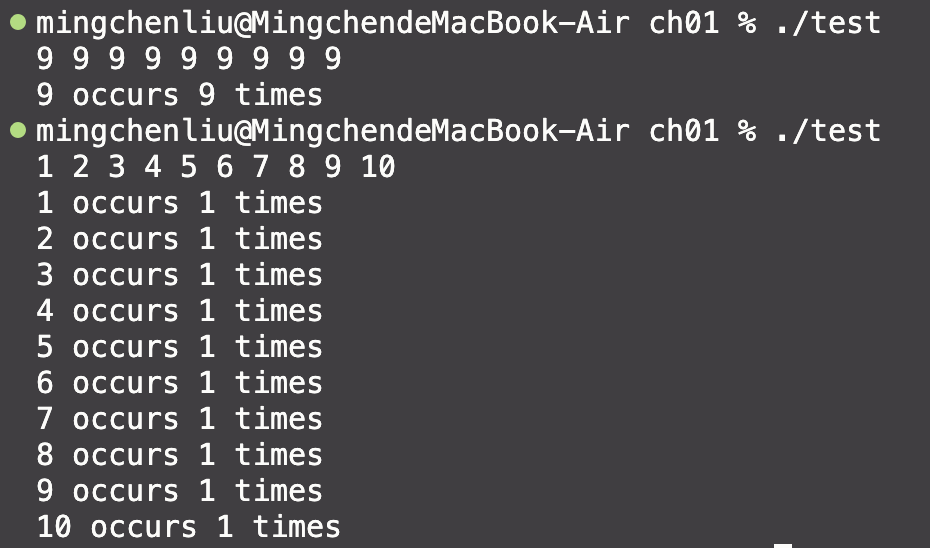 mingchenliu@MingchendeMacBook-Air ch01 % ./test
9 9 9 9 9 9 9 9 9
9 occurs 9 times
mingchenliu@MingchendeMacBook-Air ch01 % ./test
1 2 3 4 5 6 7 8 9 10
1 occurs 1 times
2 occurs 1 times
3 occurs 1 times
4 occurs 1 times
5 occurs 1 times
6 occurs 1 times
7 occurs 1 times
8 occurs 1 times
9 occurs 1 times
10 occurs 1 times